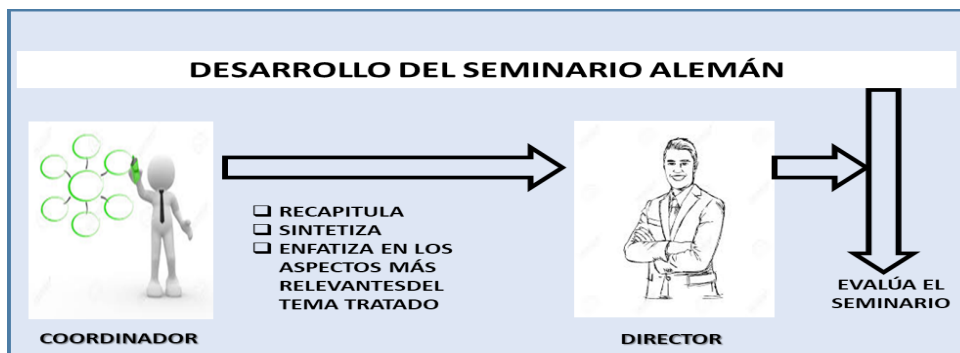 DESARROLLO DEL SEMINARIO ALEMÁN
❑ RECAPITULA
❑ SINTETIZA
❑ ENFATIZA EN LOS
ASPECTOS MÁS
RELEVANTESDEL
TEMA TRATADO
EVALÚA EL
SEMINARIO
COORDINADOR
DIRECTOR